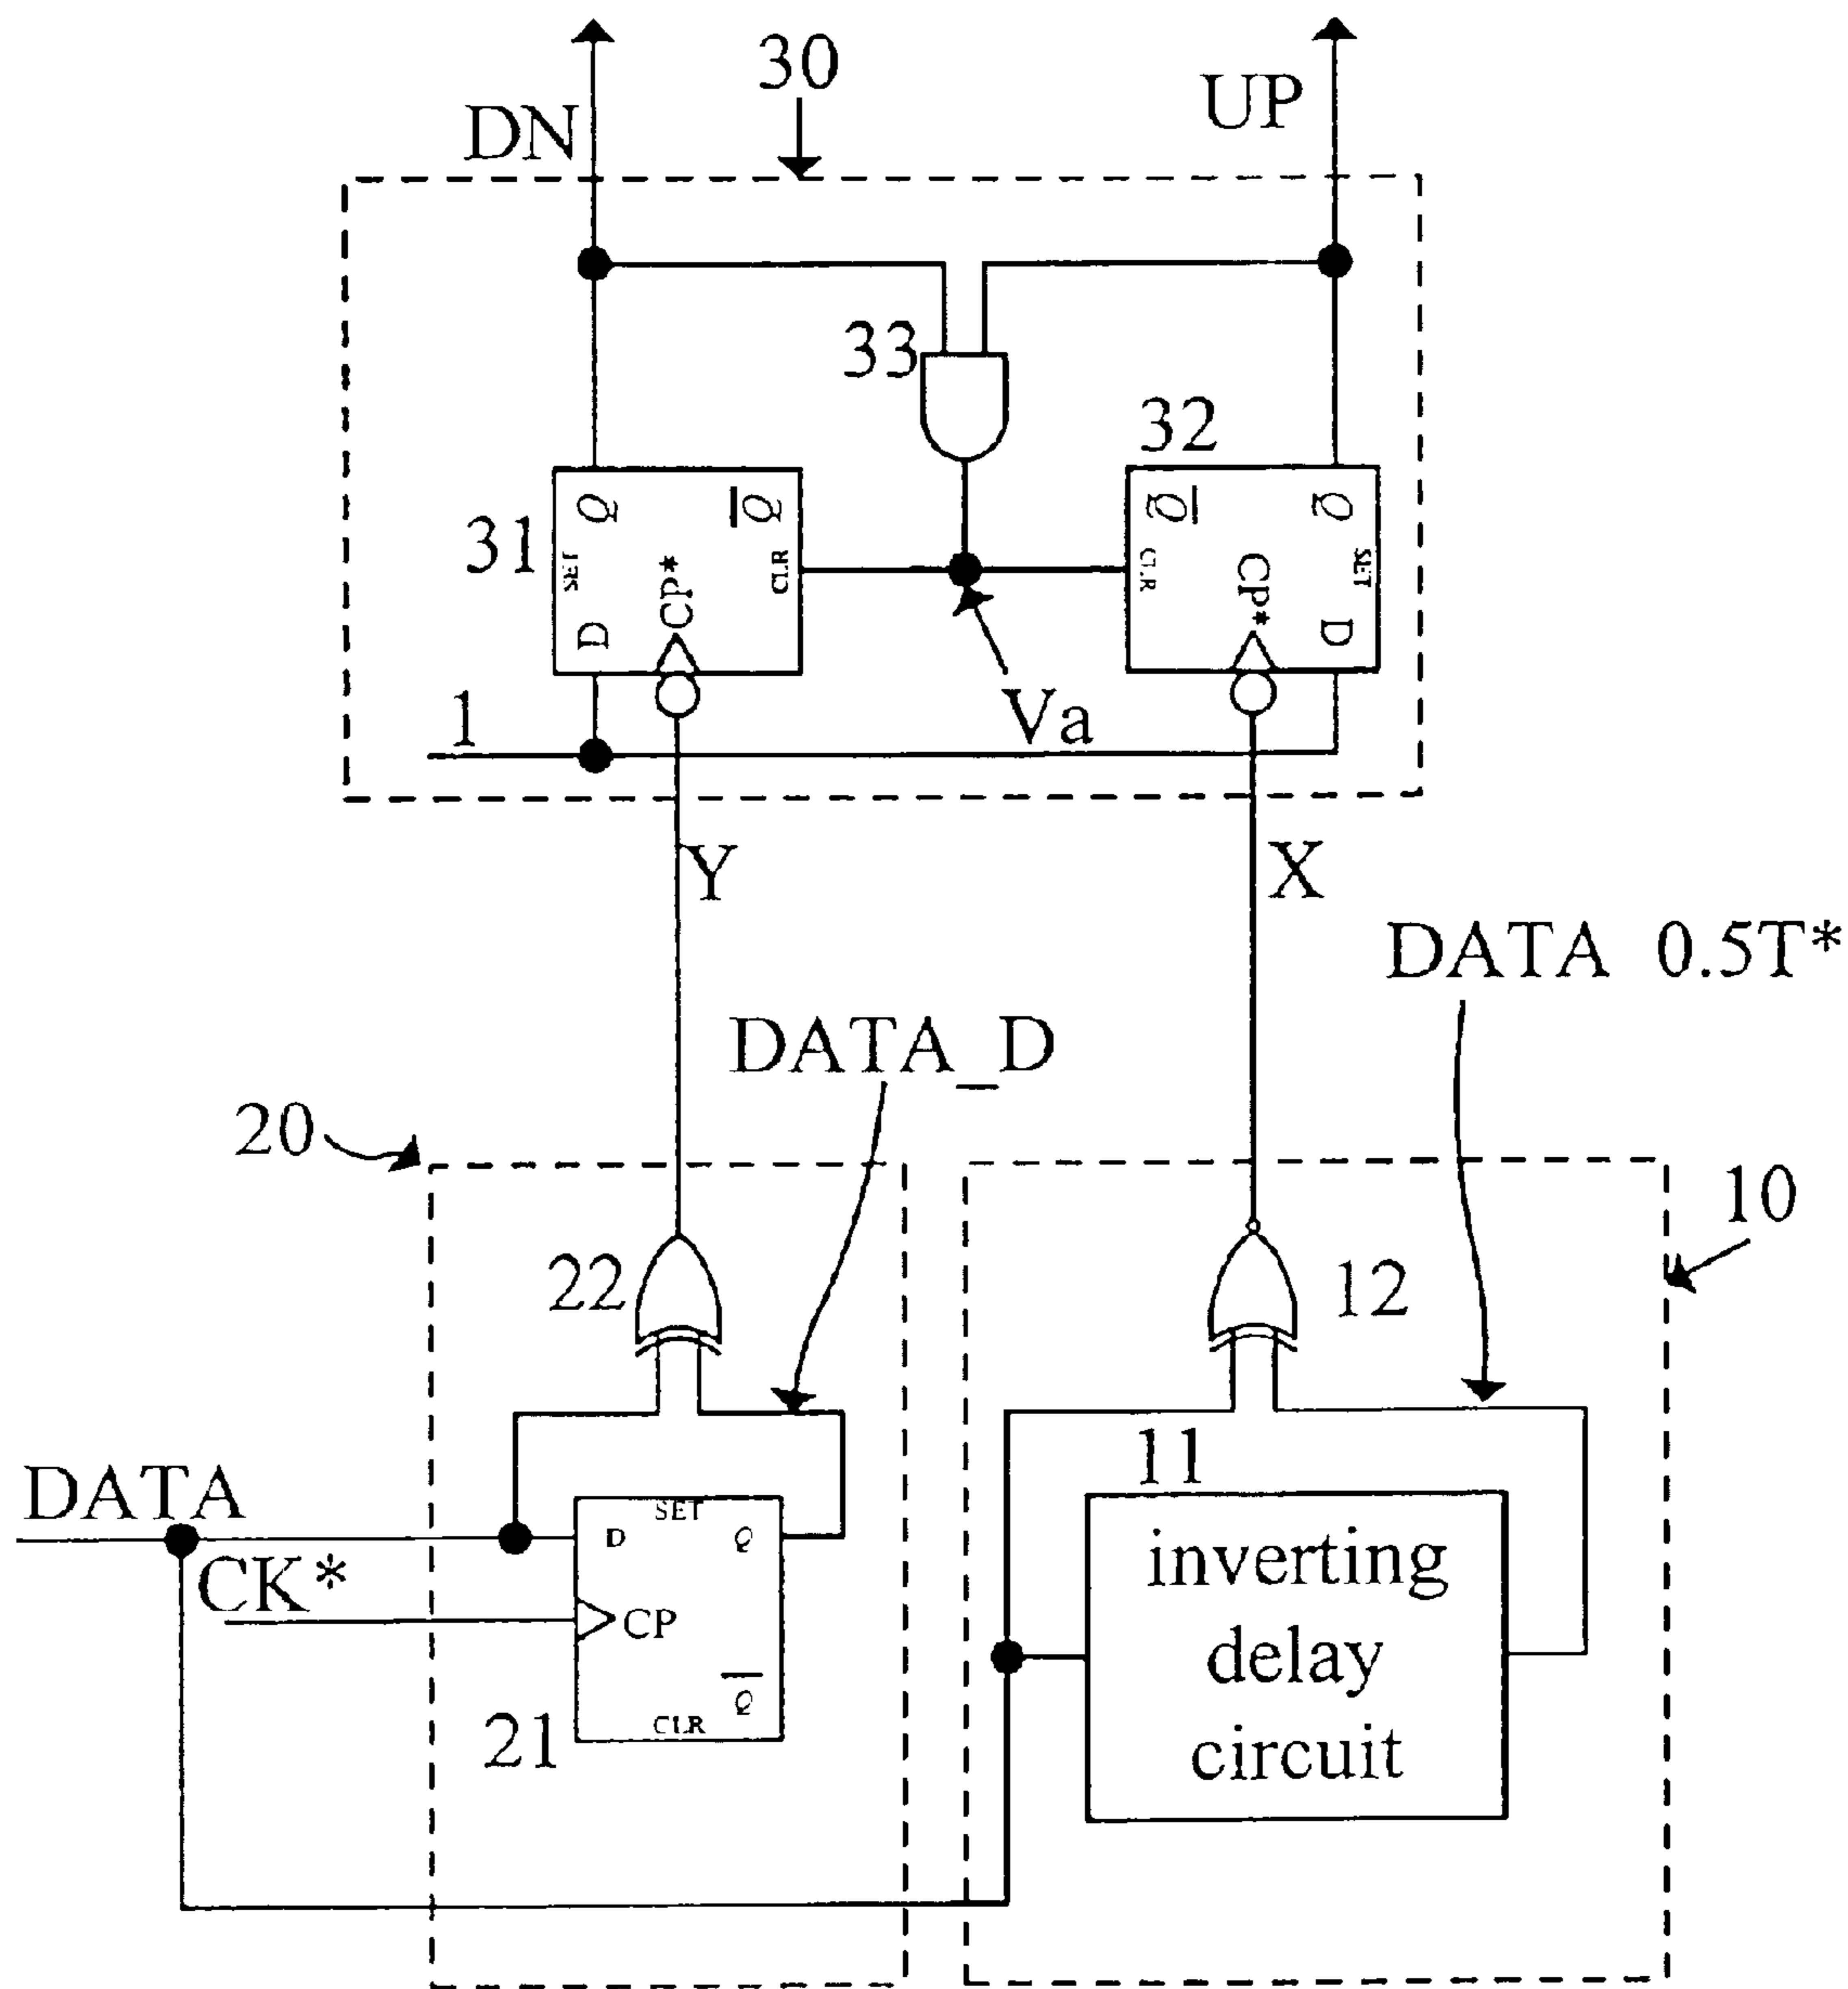 30
DN
UP
33
32
31
Q
Q
Q
Q
CLR
CLR
SET
Cp*
Cp*
D
D
1
Va
Y
X
DATA 0.5T*
DATA_D
20
10
22
12
11
DATA
CK*
SET
D
Q
CP
Q
CLR
21
inverting
delay
circuit